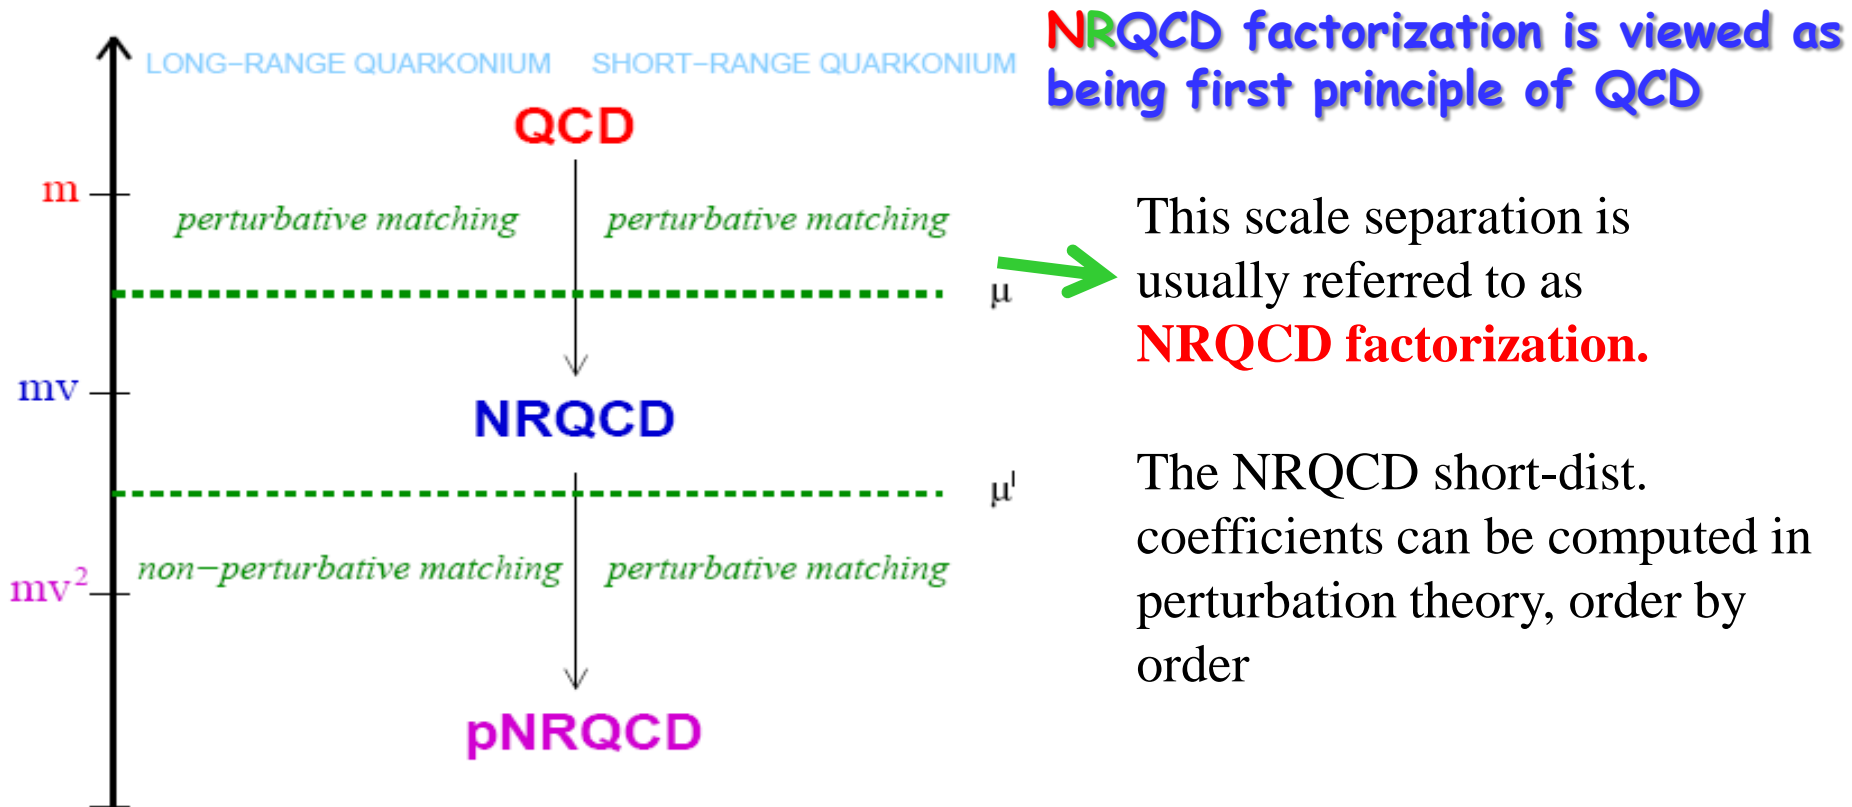 NRQCD factorization is viewed as
being first principle of QCD
LONG−RANGE QUARKONIUM SHORT−RANGE QUARKONIUM
QCD
m
perturbative matching perturbative matching
μ
mv
NRQCD
μ'
non−perturbative matching perturbative matching
mv²
pNRQCD
This scale separation is
usually referred to as
NRQCD factorization.
The NRQCD short-dist.
coefficients can be computed in
perturbation theory, order by
order